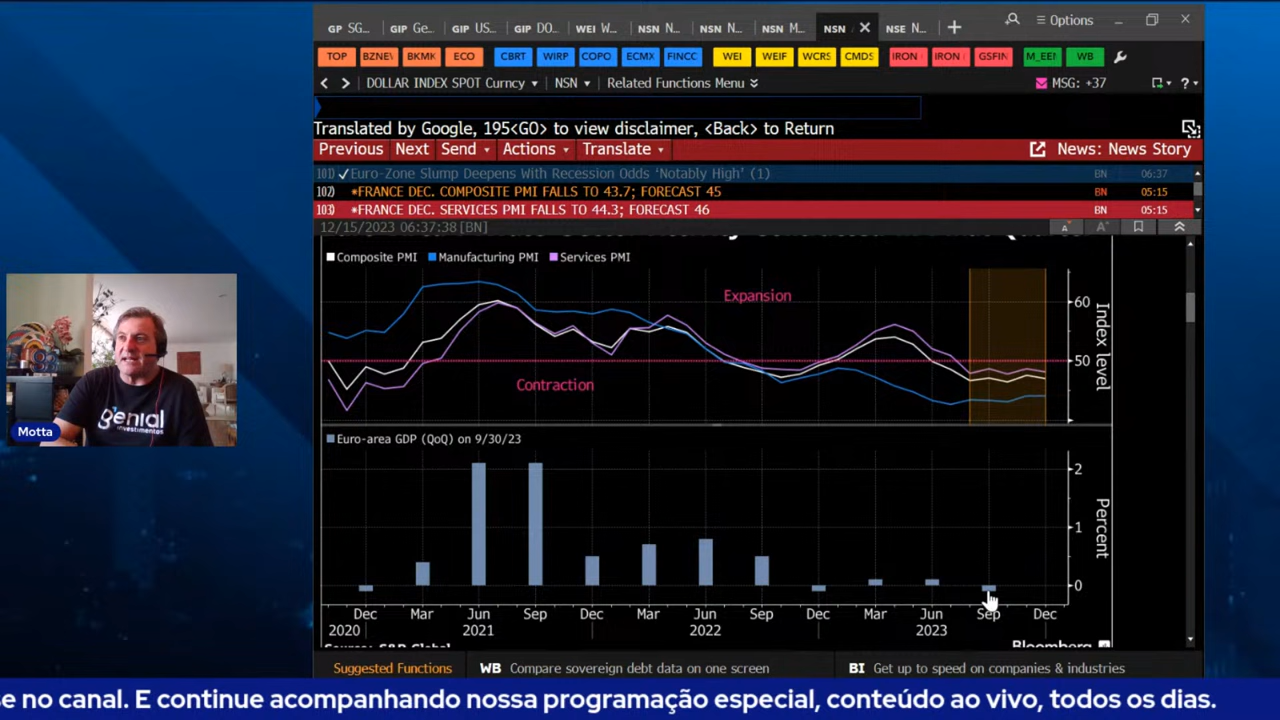 GP SG... GIP Ge... GIP US... GIP DO... WEI W... NSN N... NSN N... NSN M... NSN NSE N... Options
TOP BZNE BKMK ECO CBRT WIRP COPO ECMX FINCC WEI WEIF WCRS CMDS IRON IRON GSFIN M_EEI WB
DOLLAR INDEX SPOT Curncy NSN Related Functions Menu MSG: +37 ?
Translated by Google, 195<GO> to view disclaimer, <Back> to Return
Previous Next Send Actions Translate News: News Story
101) Euro-Zone Slump Deepens With Recession Odds 'Notably High' (1) BN 06:37
102) *FRANCE DEC. COMPOSITE PMI FALLS TO 43.7; FORECAST 45 BN 05:15
103) *FRANCE DEC. SERVICES PMI FALLS TO 44.3; FORECAST 46 BN 05:15
12/15/2023 06:37:38 [BN]
Composite PMI Manufacturing PMI Services PMI
Expansion
60
50
Index level
Contraction
Euro-area GDP (QoQ) on 9/30/23
2
1
0
Percent
Dec Mar Jun Sep Dec Mar Jun Sep Dec Mar Jun Sep Dec
2020 2021 2022 2023
Source: S&P Global Bloomberg
Suggested Functions WB Compare sovereign debt data on one screen BI Get up to speed on companies & industries
genial
investimentos
Motta
se no canal. E continue acompanhando nossa programação especial, conteúdo ao vivo, todos os dias.